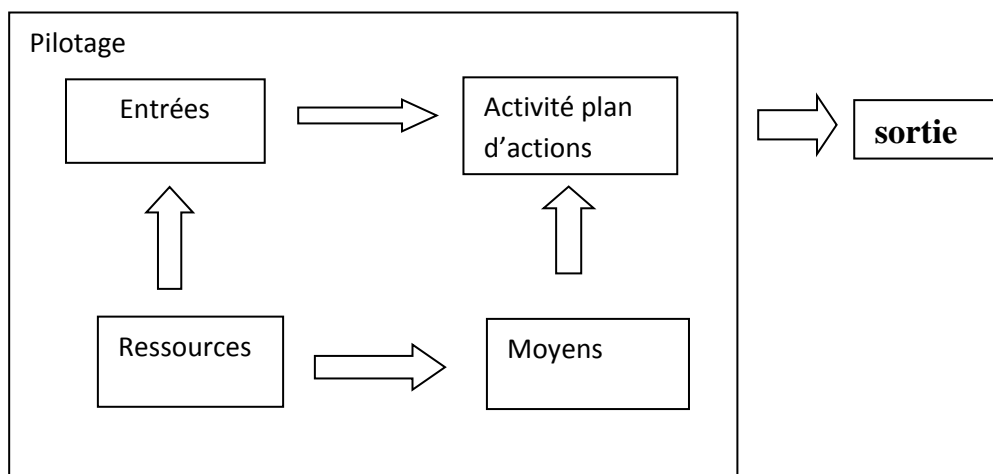 Pilotage
Entrées
Activité plan
d’actions
sortie
Ressources
Moyens